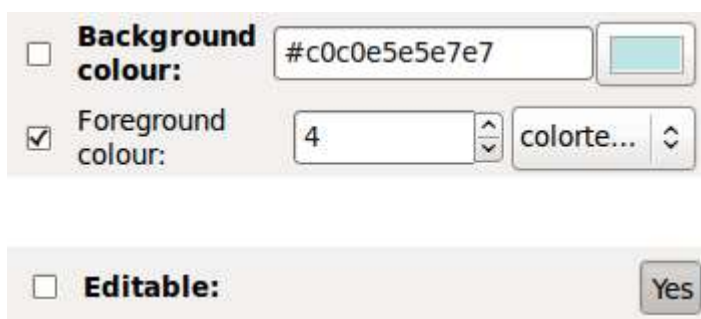 Background
colour:
#c0c0e5e5e7e7
Foreground
colour:
4
colorte...
Editable:
Yes